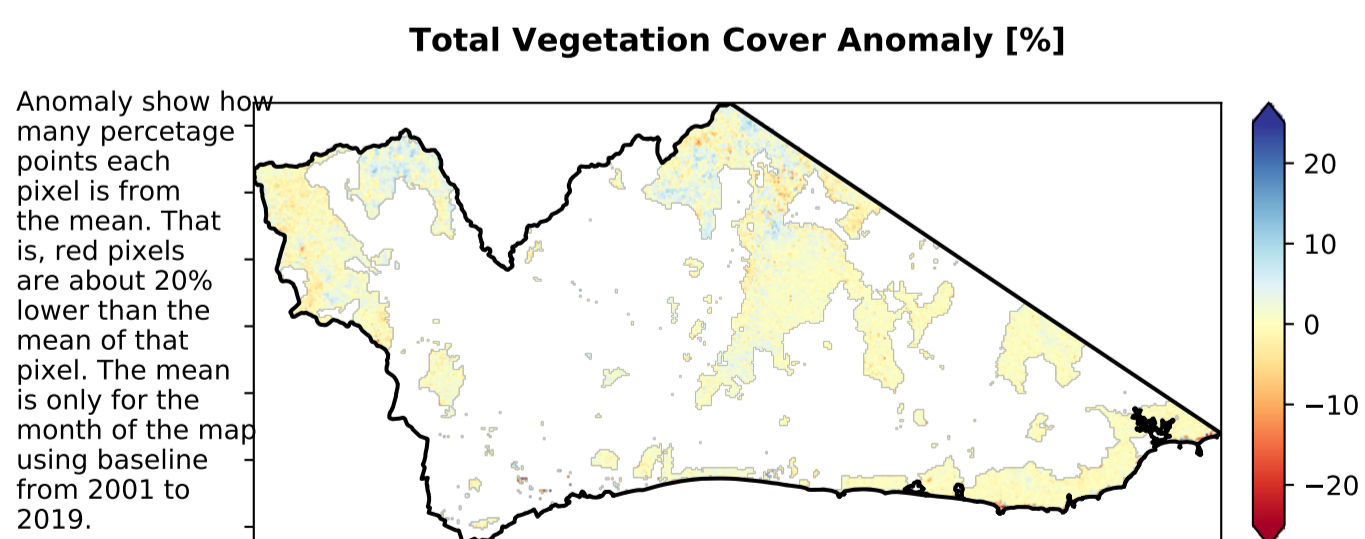 Total Vegetation Cover Anomaly [%]
Anomaly show how
many percetage
points each
pixel is from
the mean. That
is, red pixels
are about 20%
lower than the
mean of that
pixel. The mean
is only for the
month of the map
using baseline
from 2001 to
2019.
20
10
0
−10
−20